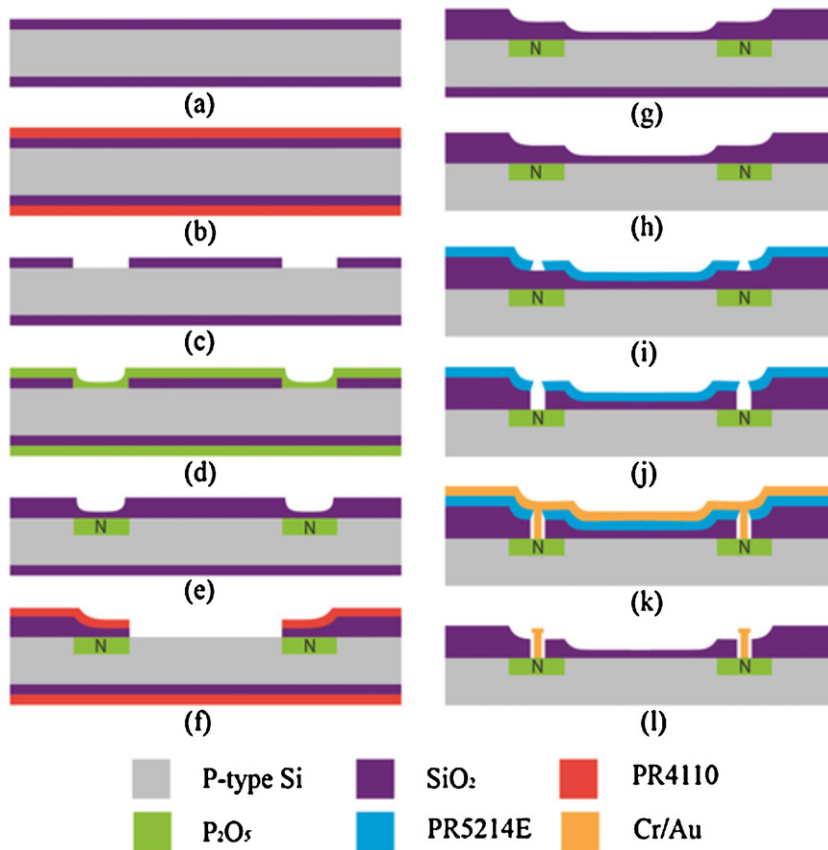 (a)
(b)
(c)
(d)
N N
(e)
N N
(f)
N N
(g)
N N
(h)
N N
(i)
N N
(j)
N N
(k)
N N
(l)
P-type Si
SiO₂
PR4110
P₂O₅
PR5214E
Cr/Au